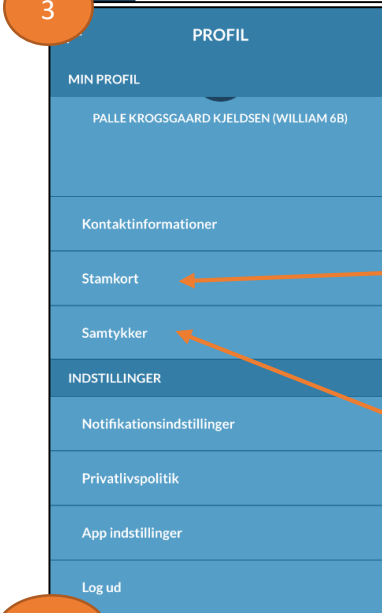 3
PROFIL
MIN PROFIL
PALLE KROGSGAARD KJELDSEN (WILLIAM 6B)
Kontaktinformationer
Stamkort
Samtykker
INDSTILLINGER
Notifikationsindstillinger
Privatlivspolitik
App indstillinger
Log ud